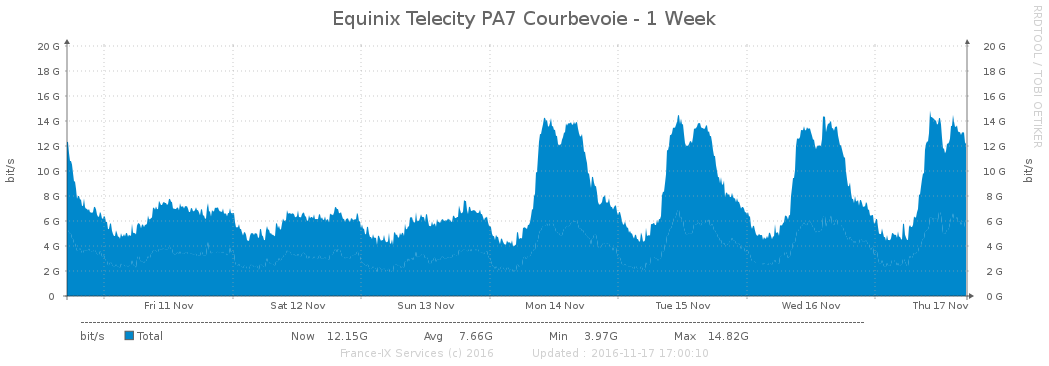 Equinix Telecity PA7 Courbevoie - 1 Week
RRDTOOL / TOBI OETIKER
bit/s
20 G 20 G
18 G 18 G
16 G 16 G
14 G 14 G
12 G 12 G
10 G 10 G
8 G 8 G
6 G 6 G
4 G 4 G
2 G 2 G
0 0 G
bit/s
Fri 11 Nov Sat 12 Nov Sun 13 Nov Mon 14 Nov Tue 15 Nov Wed 16 Nov Thu 17 Nov
bit/s Total Now 12.15G Avg 7.66G Min 3.97G Max 14.82G
France-IX Services (c) 2016 Updated : 2016-11-17 17:00:10